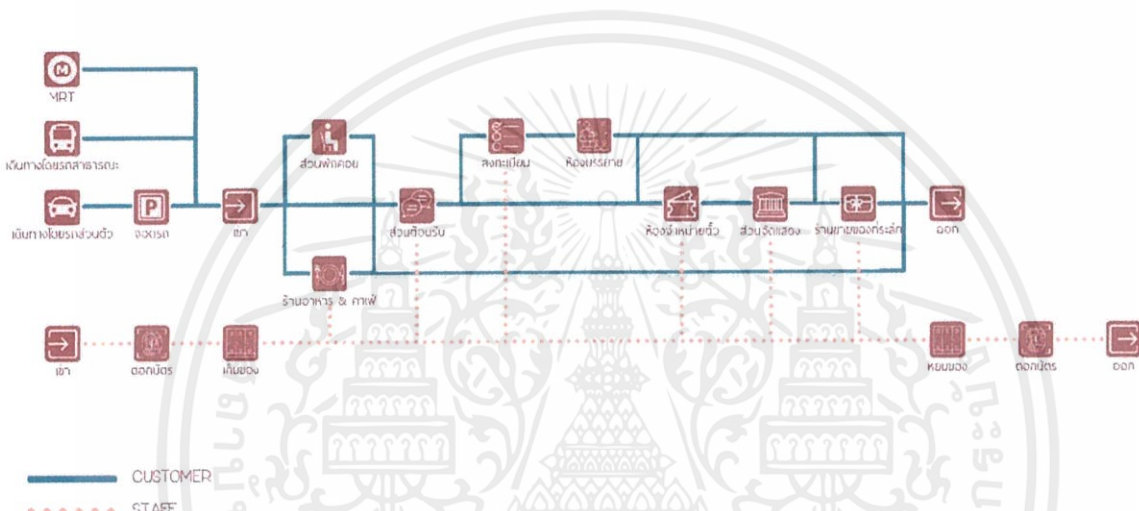 MRT
เดินทางโดยรถสาธารณะ
ส่วนพักคอย
ลงทะเบียน
ห้องบรรยาย
เดินทางโดยรถส่วนตัว
P
จอดรถ
เข้า
ส่วนต้อนรับ
ห้องจำหน่ายตั๋ว
ส่วนจัดแสดง
ร้านขายของที่ระลึก
ออก
ร้านอาหาร & คาเฟ่
เข้า
ตอกบัตร
เก็บของ
หยิบของ
ตอกบัตร
ออก
CUSTOMER
STAFF